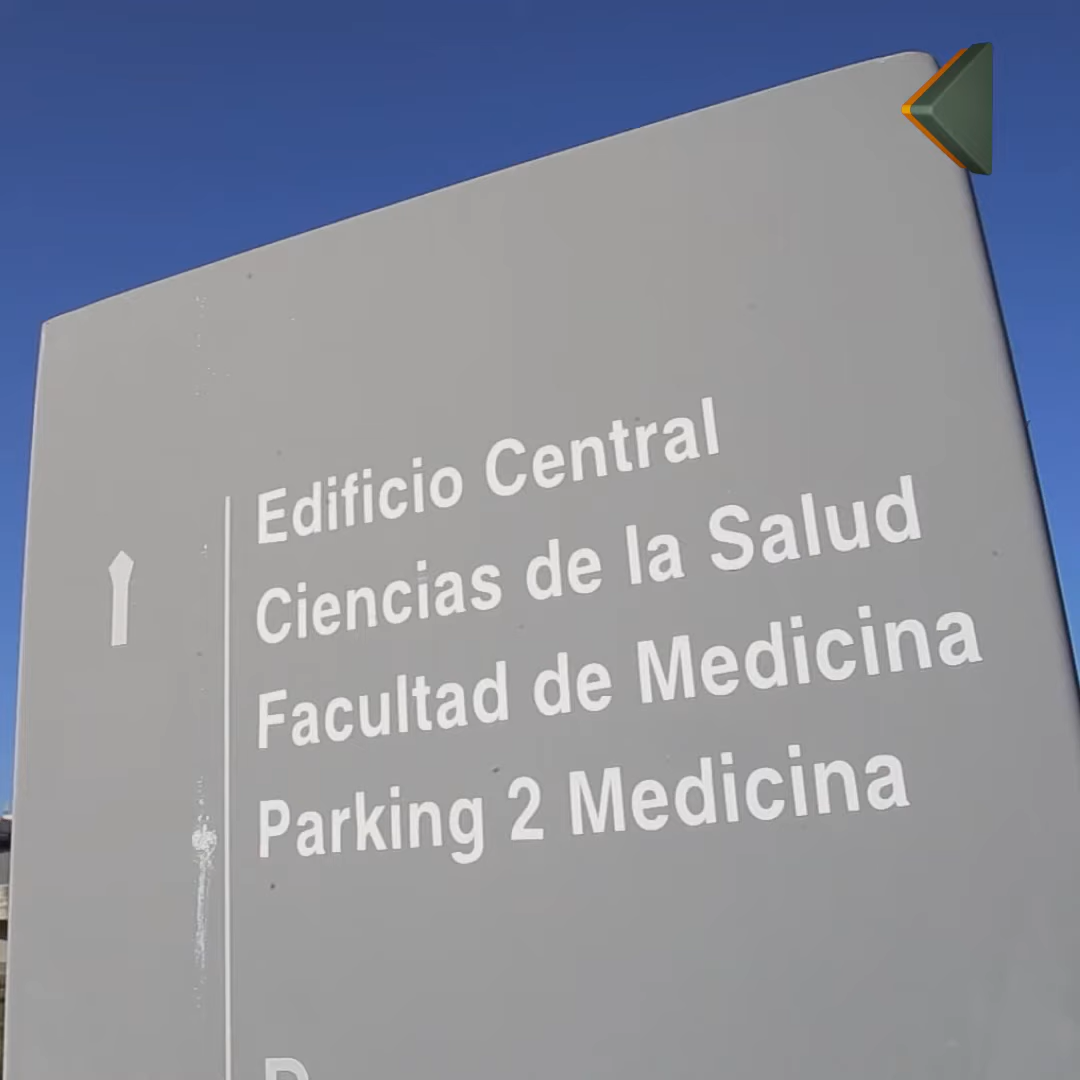 Edificio Central
Ciencias de la Salud
Facultad de Medicina
Parking 2 Medicina